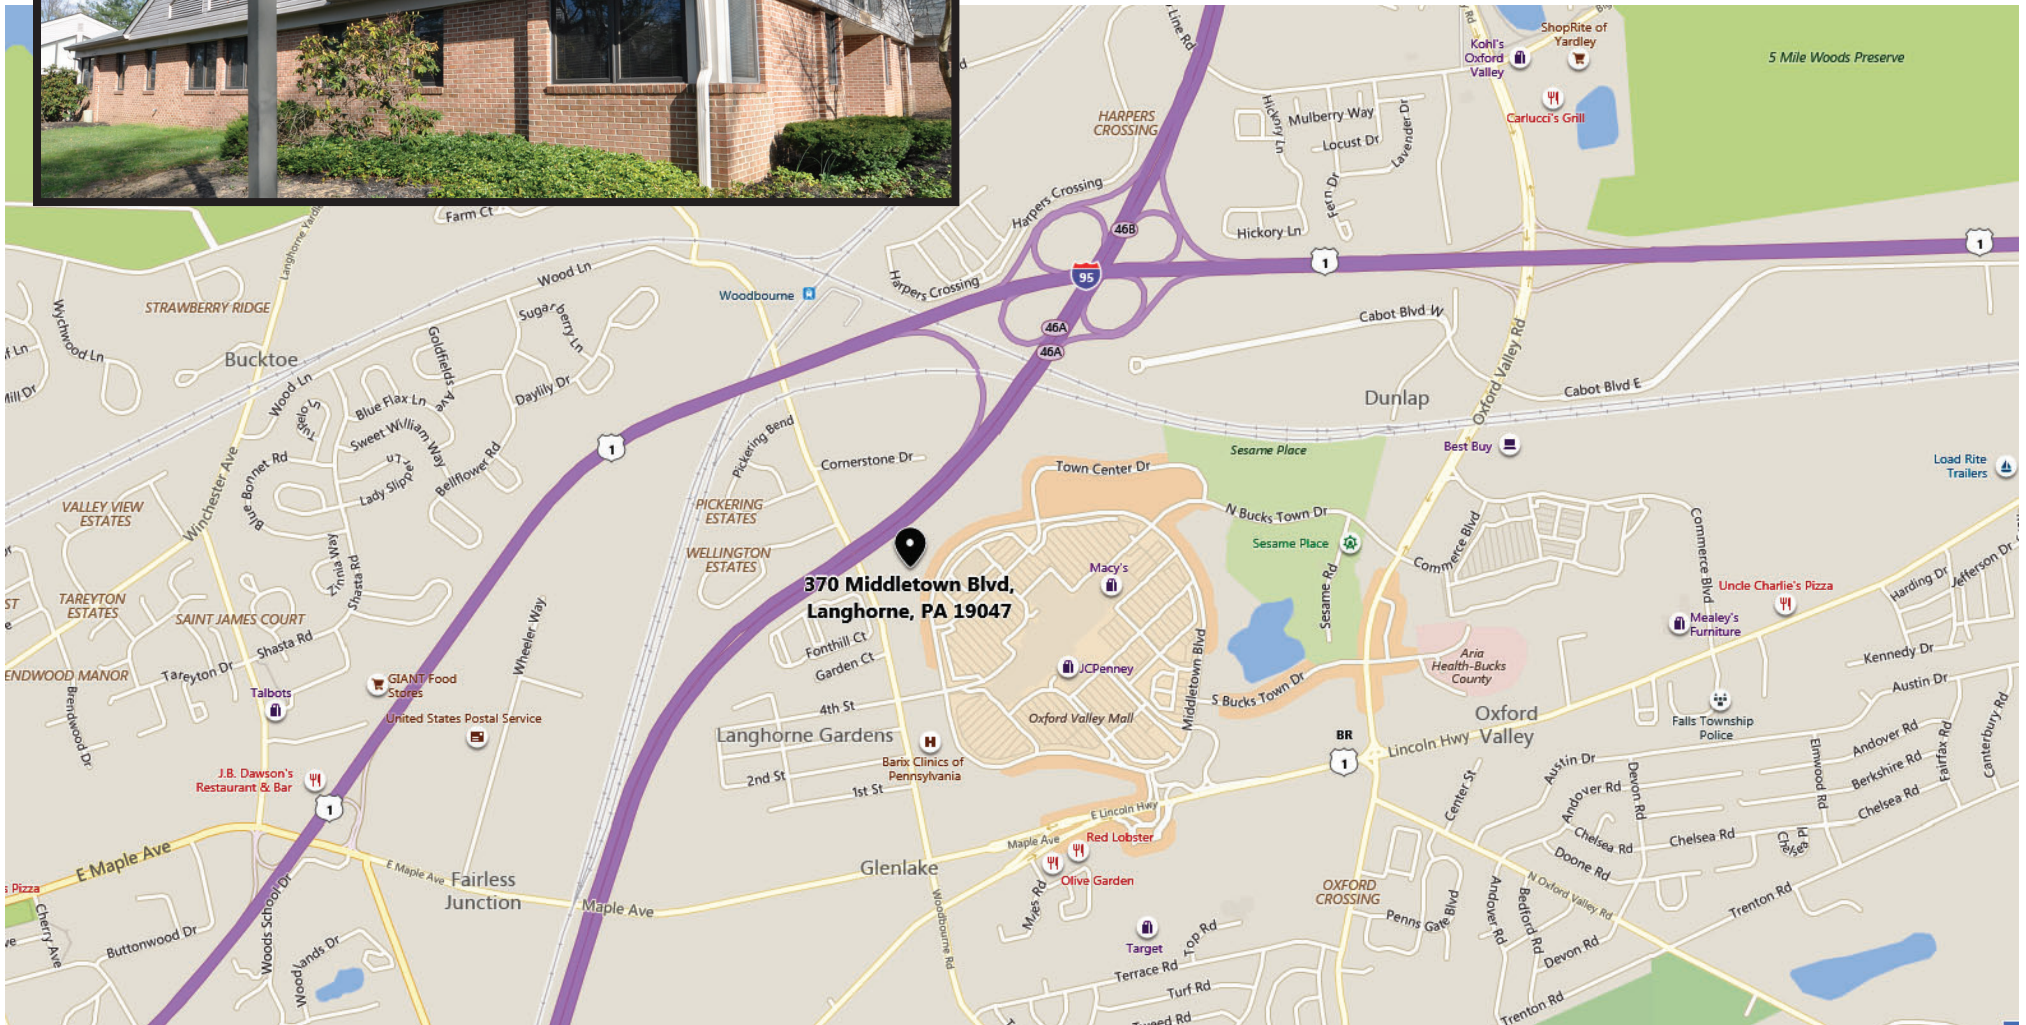 Line Rd
Kohl's
Oxford
Valley
ShopRite of
Yardley
5 Mile Woods Preserve
Carlucci's Grill
HARPERS
CROSSING
Hickory Ln
Mulberry Way
Locust Dr
Lavender Dr
Fern Dr
Hickory Ln
Harpers Crossing
Harpers Crossing
Farm Ct
46B
95
1
1
46A
46A
Wood Ln
Woodbourne
STRAWBERRY RIDGE
Wychwood Ln
Bucktoe
Sugarberry Ln
Goldfields Ave
Daylily Dr
Wood Ln
Tupelo Ln
Blue Flax Ln
Sweet William Way
Lady Slipper Ln
Bellflower Rd
Blue Bonnet Rd
Winchester Ave
Cabot Blvd W
Cabot Blvd E
Dunlap
Oxford Valley Rd
Best Buy
Load Rite
Trailers
1
Pickering Bend
Cornerstone Dr
PICKERING
ESTATES
WELLINGTON
ESTATES
Town Center Dr
Sesame Place
N Bucks Town Dr
Sesame Place
Sesame Rd
Commerce Blvd
Commerce Blvd
VALLEY VIEW
ESTATES
TAREYTON
ESTATES
SAINT JAMES COURT
Zinnia Way
Shasta Rd
Shasta Rd
Tareyton Dr
ENDWOOD MANOR
Brendwood Dr
370 Middletown Blvd,
Langhorne, PA 19047
Macy's
JCPenney
Oxford Valley Mall
Middletown Blvd
S Bucks Town Dr
Aria
Health-Bucks
County
Uncle Charlie's Pizza
Mealey's
Furniture
Harding Dr
Jefferson Dr
Kennedy Dr
Austin Dr
Falls Township
Police
Oxford
Valley
Lincoln Hwy
BR
1
Wheeler Way
GIANT Food
Stores
United States Postal Service
Talbots
J.B. Dawson's
Restaurant & Bar
1
Fonthill Ct
Garden Ct
4th St
Langhorne Gardens
2nd St
1st St
Barix Clinics of
Pennsylvania
E Lincoln Hwy
Maple Ave
Red Lobster
Olive Garden
Glenlake
Woodbourne Rd
Target
Top Rd
Terrace Rd
Turf Rd
OXFORD
CROSSING
Penns Gate Blvd
Center St
Austin Dr
Andover Rd
Devon Rd
Chelsea Rd
Doone Rd
Chelsea Rd
Elmwood Rd
Andover Rd
Berkshire Rd
Chelsea Rd
Fairfax Rd
Canterbury Rd
Andover Rd
Bedford Rd
N Oxford Valley Rd
Devon Rd
Trenton Rd
Trenton Rd
E Maple Ave
E Maple Ave
Fairless
Junction
Maple Ave
s Pizza
Cherry Ave
Buttonwood Dr
Woods School Dr
Woodlands Dr